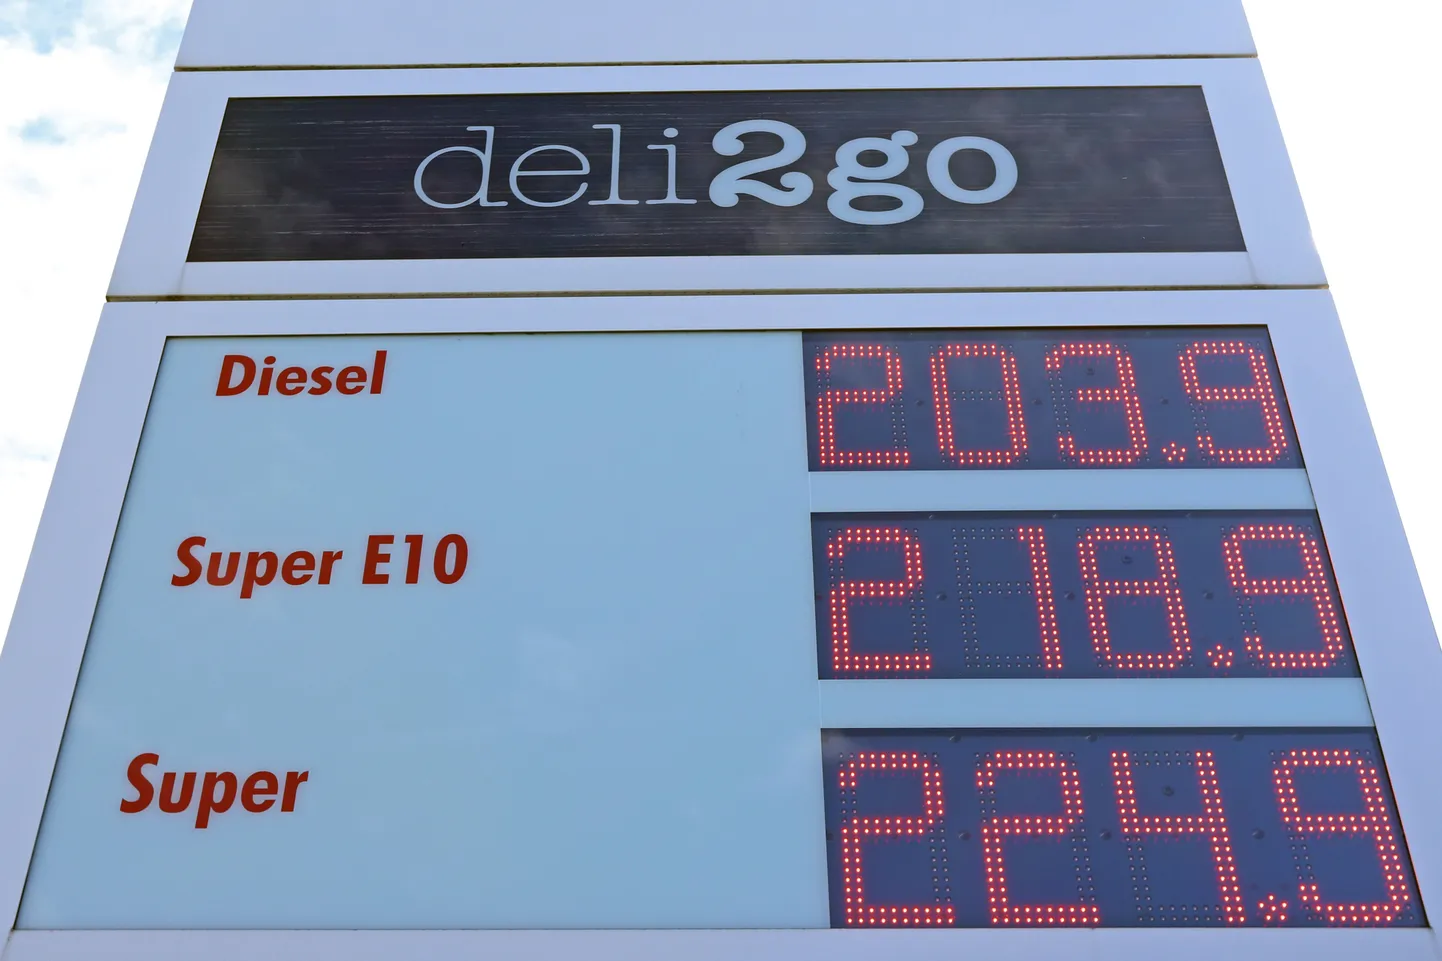 deli2go
Diesel 203.9
Super E10 218.9
Super 224.9